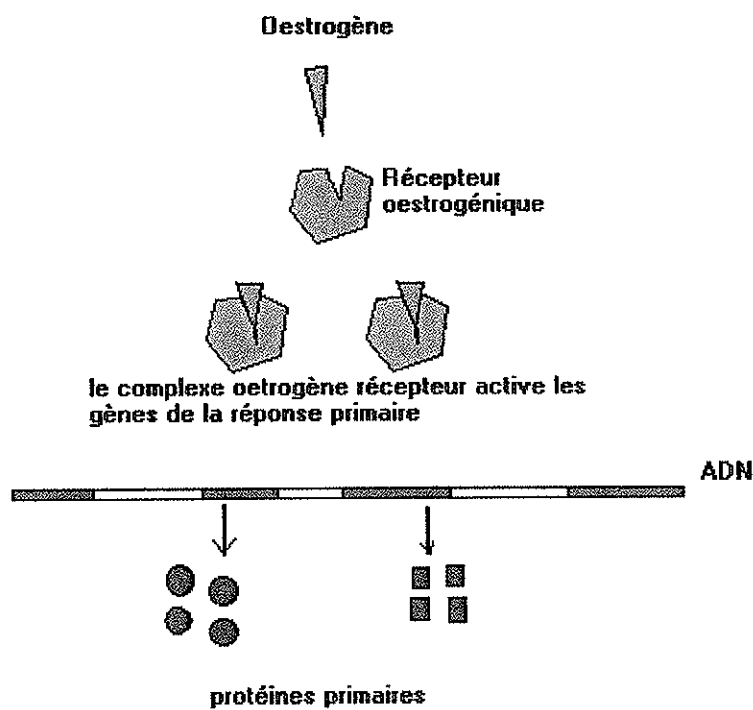 Oestrogène
Récepteur
oestrogénique
le complexe oetrogène récepteur active les
gènes de la réponse primaire
ADN
protéines primaires